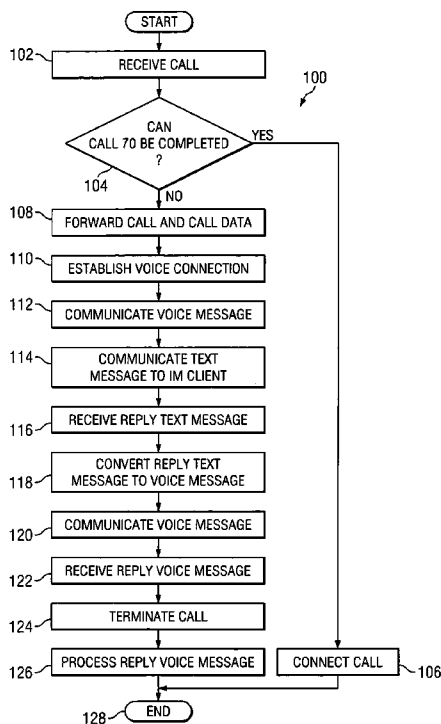 START
102
RECEIVE CALL
100
CAN
CALL 70 BE COMPLETED
?
YES
104
NO
108
FORWARD CALL AND CALL DATA
110
ESTABLISH VOICE CONNECTION
112
COMMUNICATE VOICE MESSAGE
114
COMMUNICATE TEXT
MESSAGE TO IM CLIENT
116
RECEIVE REPLY TEXT MESSAGE
118
CONVERT REPLY TEXT
MESSAGE TO VOICE MESSAGE
120
COMMUNICATE VOICE MESSAGE
122
RECEIVE REPLY VOICE MESSAGE
124
TERMINATE CALL
126
PROCESS REPLY VOICE MESSAGE
CONNECT CALL
106
128
END